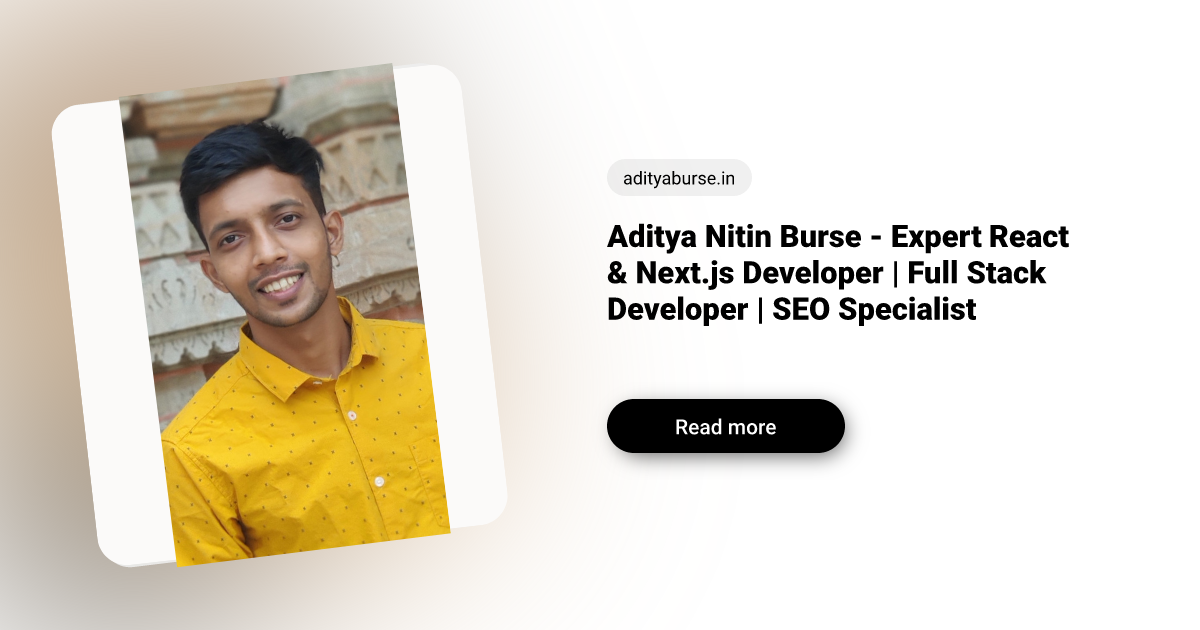 adityaburse.in
Aditya Nitin Burse - Expert React
& Next.js Developer | Full Stack
Developer | SEO Specialist
Read more